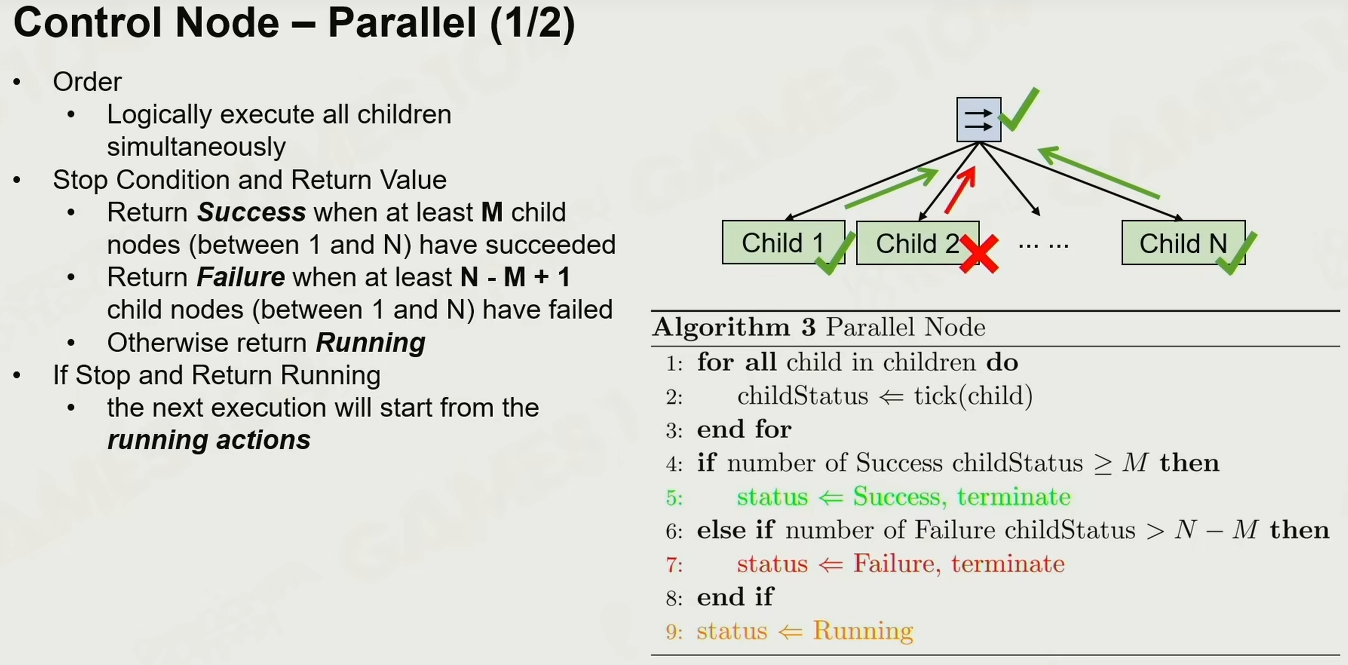 Control Node – Parallel (1/2)
• Order
• Logically execute all children
simultaneously
• Stop Condition and Return Value
• Return Success when at least M child
nodes (between 1 and N) have succeeded
• Return Failure when at least N - M + 1
child nodes (between 1 and N) have failed
• Otherwise return Running
• If Stop and Return Running
• the next execution will start from the
running actions
Child 1
Child 2
... ...
Child N
Algorithm 3 Parallel Node
1: for all child in children do
2: childStatus ⇐ tick(child)
3: end for
4: if number of Success childStatus ≥ M then
5: status ⇐ Success, terminate
6: else if number of Failure childStatus > N − M then
7: status ⇐ Failure, terminate
8: end if
9: status ⇐ Running